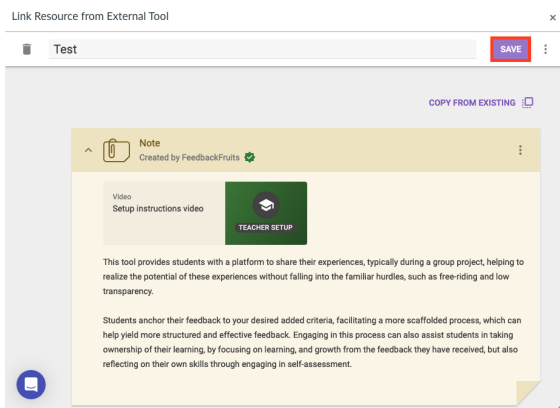 Link Resource from External Tool
Test
SAVE
COPY FROM EXISTING
Note
Created by FeedbackFruits
Video
Setup instructions video
TEACHER SETUP
This tool provides students with a platform to share their experiences, typically during a group project, helping to
realize the potential of these experiences without falling into the familiar hurdles, such as free-riding and low
transparency.
Students anchor their feedback to your desired added criteria, facilitating a more scaffolded process, which can
help yield more structured and effective feedback. Engaging in this process can also assist students in taking
ownership of their learning, by focusing on learning, and growth from the feedback they have received, but also
reflecting on their own skills through engaging in self-assessment.